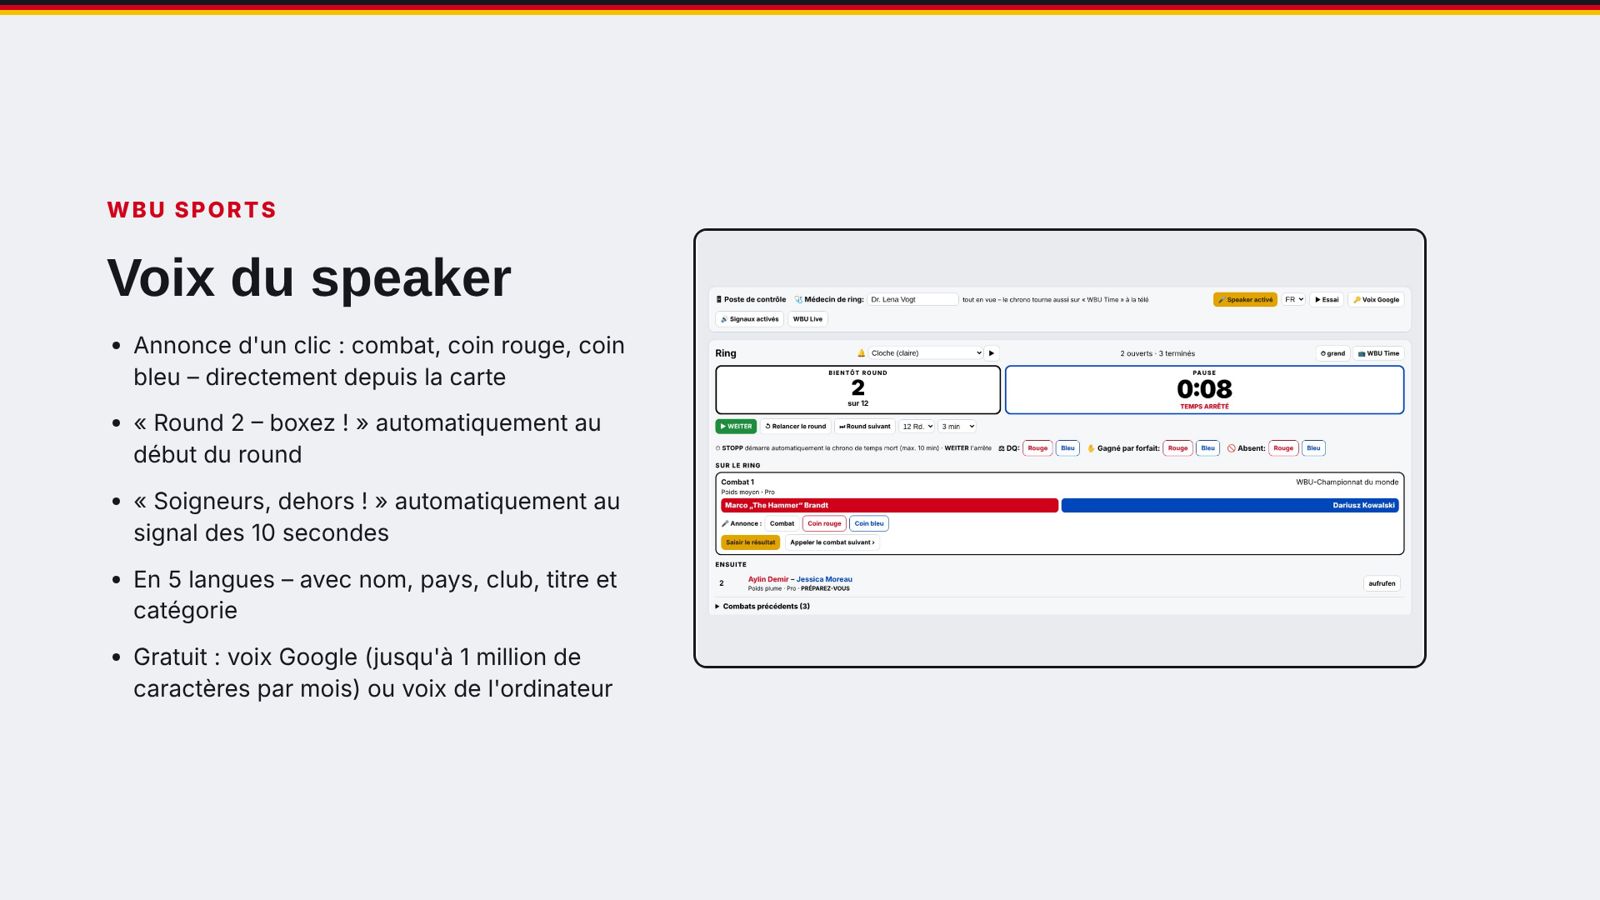 WBU SPORTS
Voix du speaker
• Annonce d'un clic : combat, coin rouge, coin
bleu – directement depuis la carte
• « Round 2 – boxez ! » automatiquement au
début du round
• « Soigneurs, dehors ! » automatiquement au
signal des 10 secondes
• En 5 langues – avec nom, pays, club, titre et
catégorie
• Gratuit : voix Google (jusqu'à 1 million de
caractères par mois) ou voix de l'ordinateur
Poste de contrôle Médecin de ring: Dr. Lena Vogt tout en vue – le chrono tourne aussi sur « WBU Time » à la télé Speaker activé FR Essai Voix Google
Signaux activés WBU Live
Ring Cloche (claire) 2 ouverts · 3 terminés grand WBU Time
BIENTÔT ROUND
2
sur 12
PAUSE
0:08
TEMPS ARRÊTÉ
WEITER Relancer le round Round suivant 12 Rd. 3 min
STOPP démarre automatiquement le chrono de temps mort (max. 10 min) · WEITER l'arrête DQ: Rouge Bleu Gagné par forfait: Rouge Bleu Absent: Rouge Bleu
SUR LE RING
Combat 1 WBU-Championnat du monde
Poids moyen · Pro
Marco „The Hammer“ Brandt Dariusz Kowalski
Annonce : Combat Coin rouge Coin bleu
Saisir le résultat Appeler le combat suivant ›
ENSUITE
2 Aylin Demir – Jessica Moreau aufrufen
Poids plume · Pro · PRÉPAREZ-VOUS
Combats précédents (3)